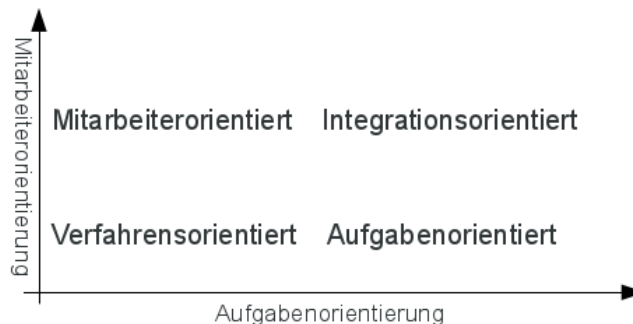 Mitarbeiterorientierung
Mitarbeiterorientiert Integrationsorientiert
Verfahrensorientiert Aufgabenorientiert
Aufgabenorientierung